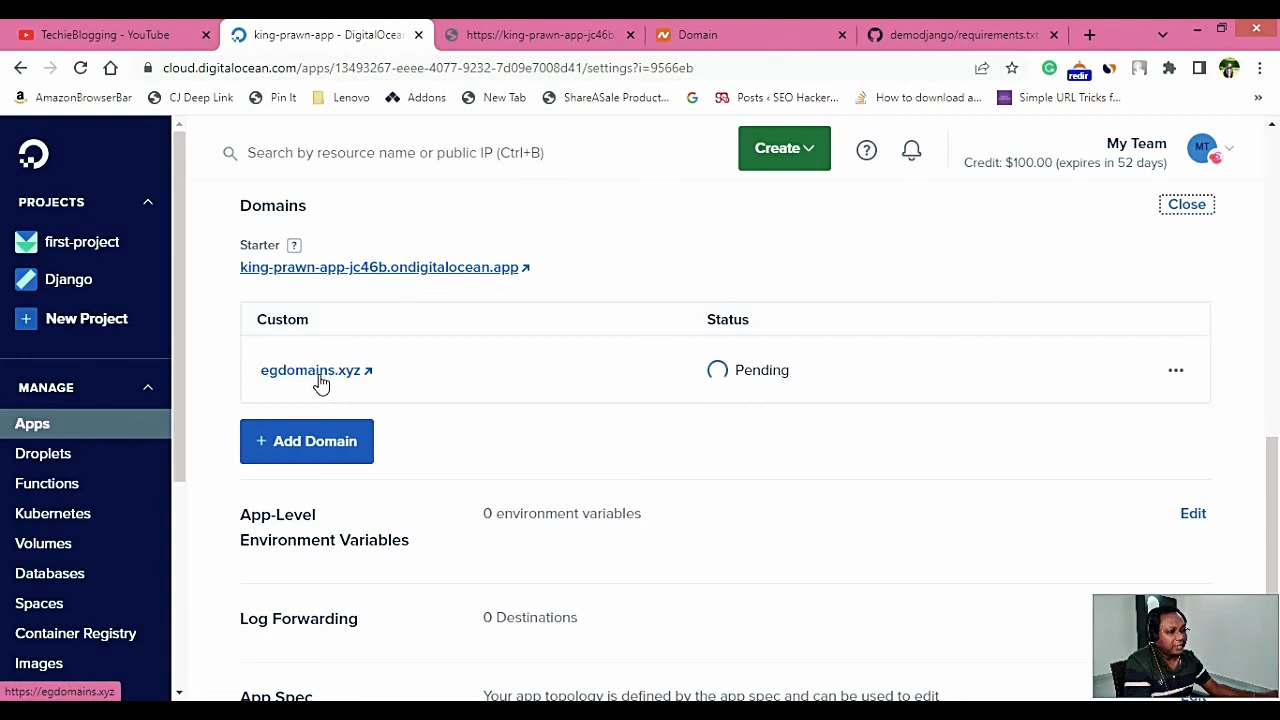 TechieBlogging - YouTube
king-prawn-app - DigitalOcea
https://king-prawn-app-jc46b.
Domain
demodjango/requirements.txt
cloud.digitalocean.com/apps/13493267-eeee-4077-9232-7d09e7008d41/settings?i=9566eb
redir
AmazonBrowserBar
CJ Deep Link
Pin It
Lenovo
Addons
New Tab
ShareASale Product...
Posts ‹ SEO Hacker...
How to download a...
Simple URL Tricks f...
»
Search by resource name or public IP (Ctrl+B)
Create
?
My Team
Credit: $100.00 (expires in 52 days)
MT
PROJECTS
first-project
Django
+ New Project
MANAGE
Apps
Droplets
Functions
Kubernetes
Volumes
Databases
Spaces
Container Registry
Images
https://egdomains.xyz
Domains
Close
Starter ?
king-prawn-app-jc46b.ondigitalocean.app
Custom
Status
egdomains.xyz
Pending
+ Add Domain
App-Level
Environment Variables
0 environment variables
Edit
Log Forwarding
0 Destinations
App Spec
Your app topology is defined by the app spec and can be used to edit